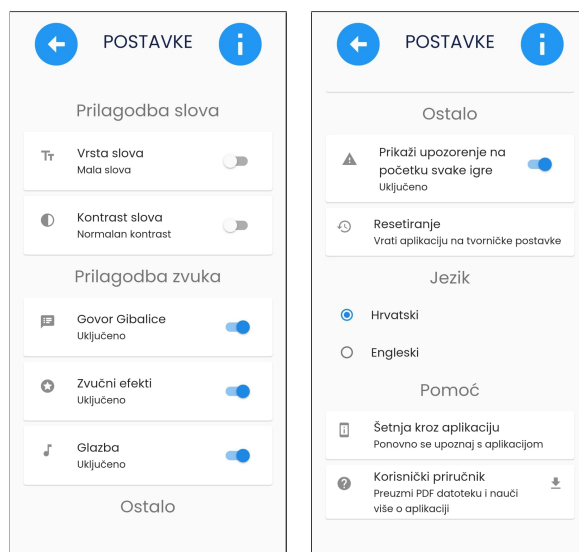 POSTAVKE
Prilagodba slova
Vrsta slova
Mala slova
Kontrast slova
Normalan kontrast
Prilagodba zvuka
Govor Gibalice
Uključeno
Zvučni efekti
Uključeno
Glazba
Uključeno
Ostalo
POSTAVKE
Ostalo
Prikaži upozorenje na
početku svake igre
Uključeno
Resetiranje
Vrati aplikaciju na tvorničke postavke
Jezik
Hrvatski
Engleski
Pomoć
Šetnja kroz aplikaciju
Ponovno se upoznaj s aplikacijom
Korisnički priručnik
Preuzmi PDF datoteku i nauči
više o aplikaciji